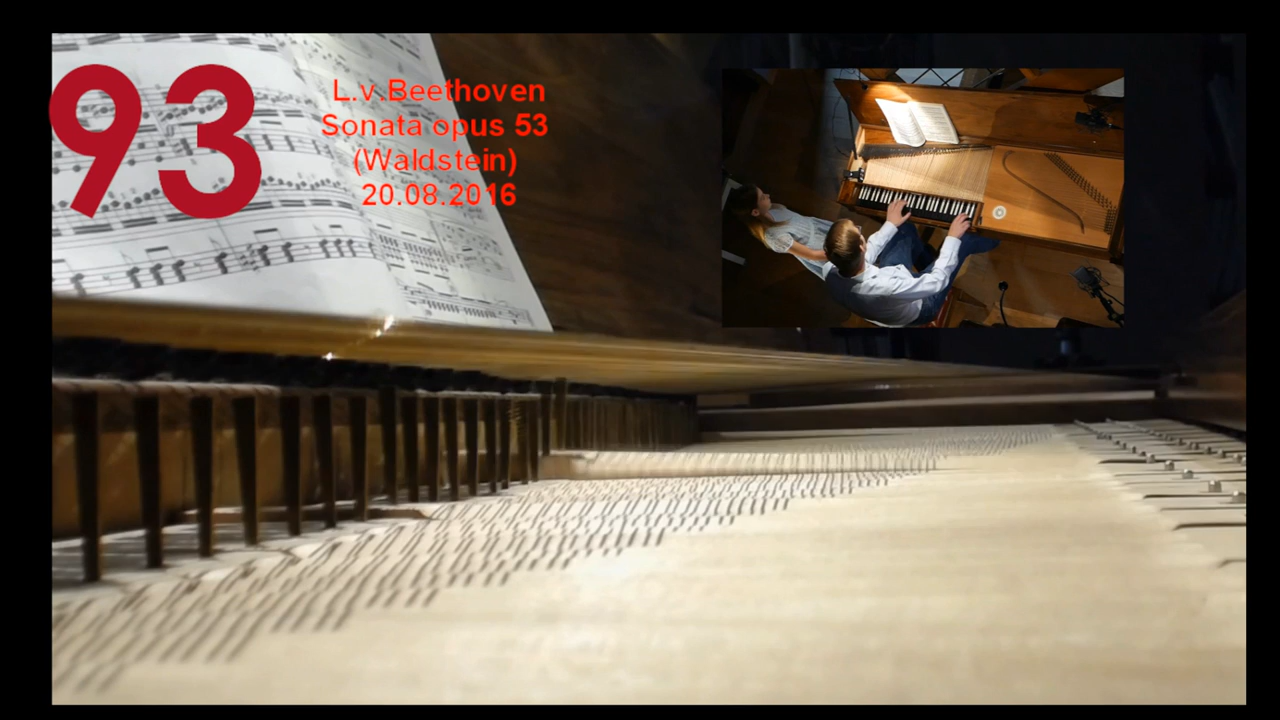 93
L.v.Beethoven
Sonata opus 53
(Waldstein)
20.08.2016